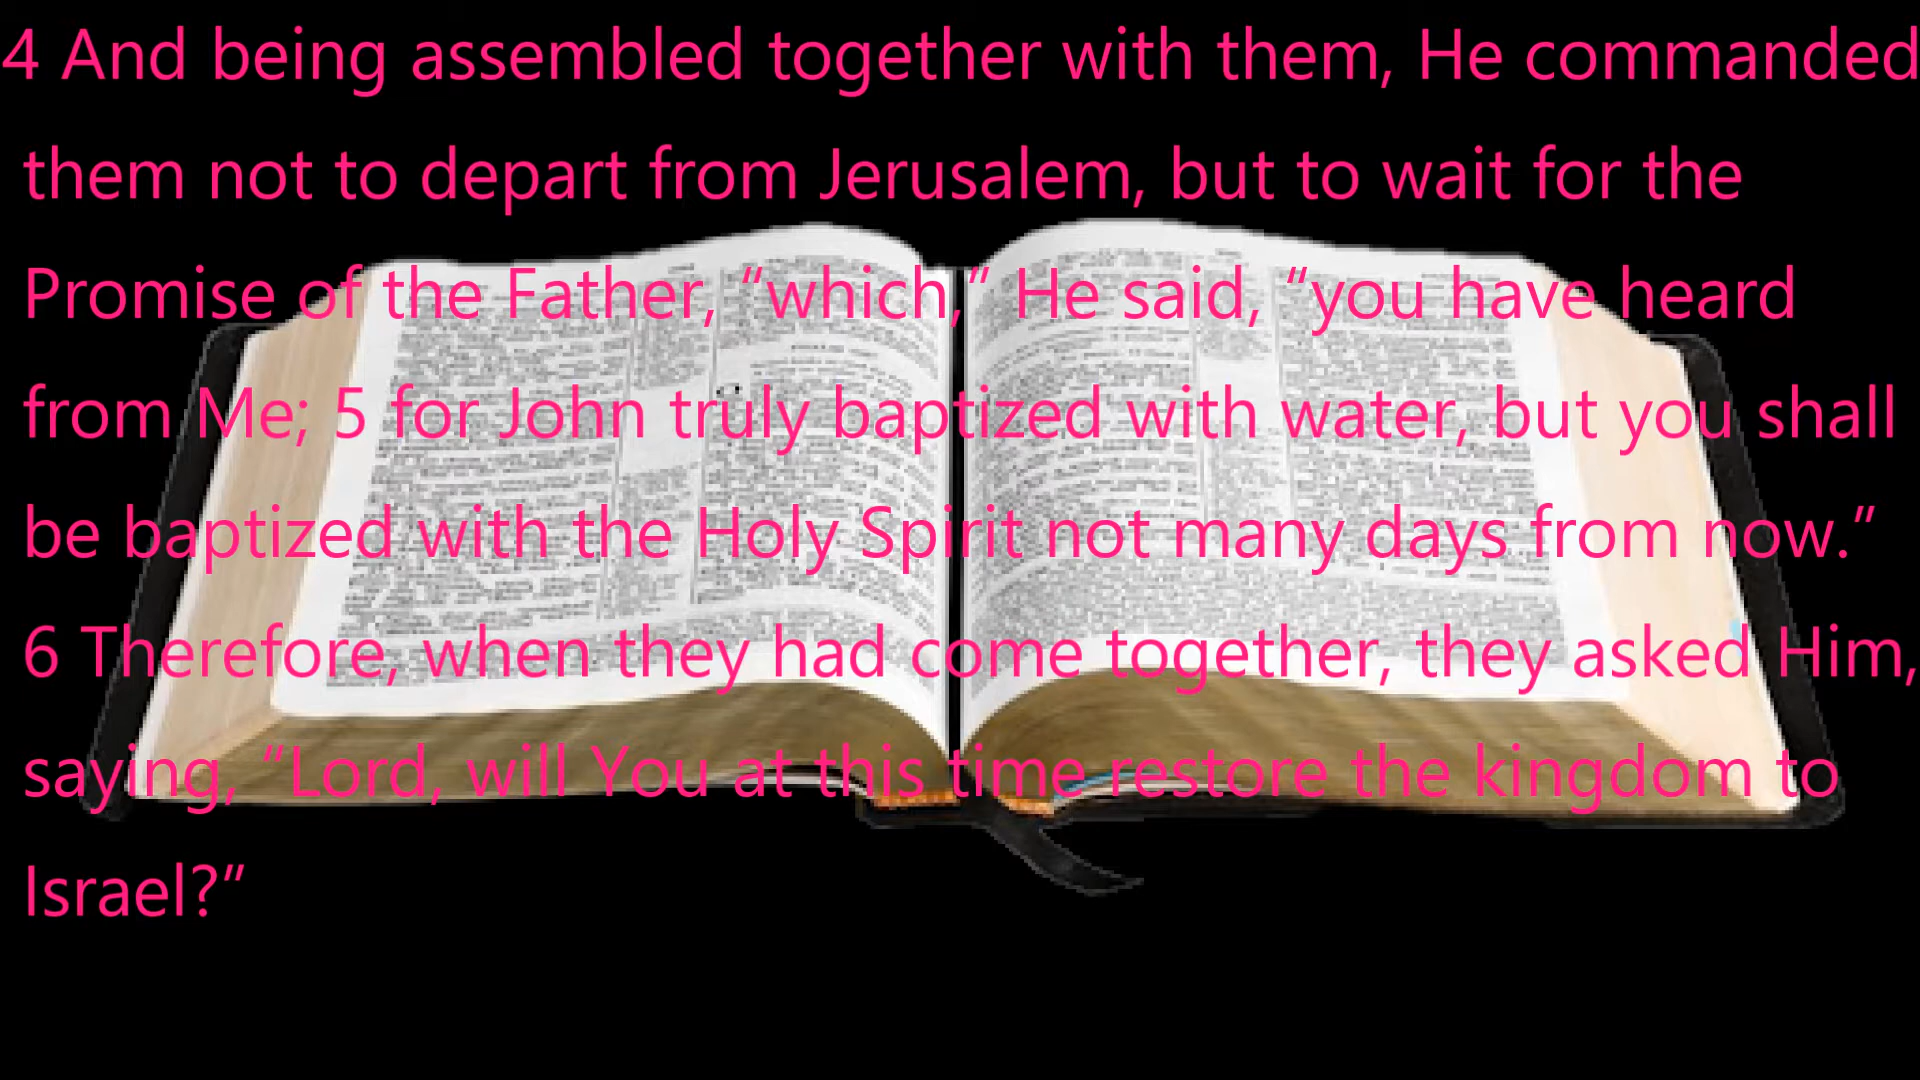 4 And being assembled together with them, He commanded
them not to depart from Jerusalem, but to wait for the
Promise of the Father, “which,” He said, “you have heard
from Me; 5 for John truly baptized with water, but you shall
be baptized with the Holy Spirit not many days from now.”
6 Therefore, when they had come together, they asked Him,
saying, “Lord, will You at this time restore the kingdom to
Israel?”